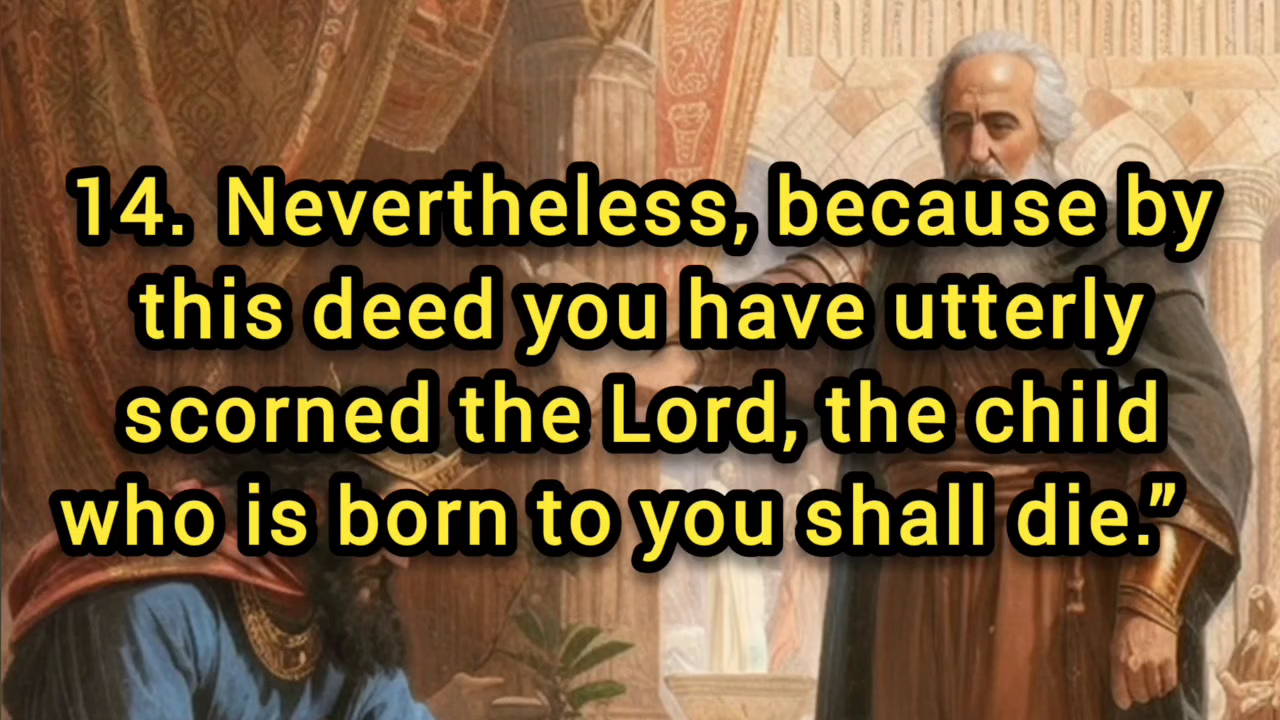 14. Nevertheless, because by
this deed you have utterly
scorned the Lord, the child
who is born to you shall die.”